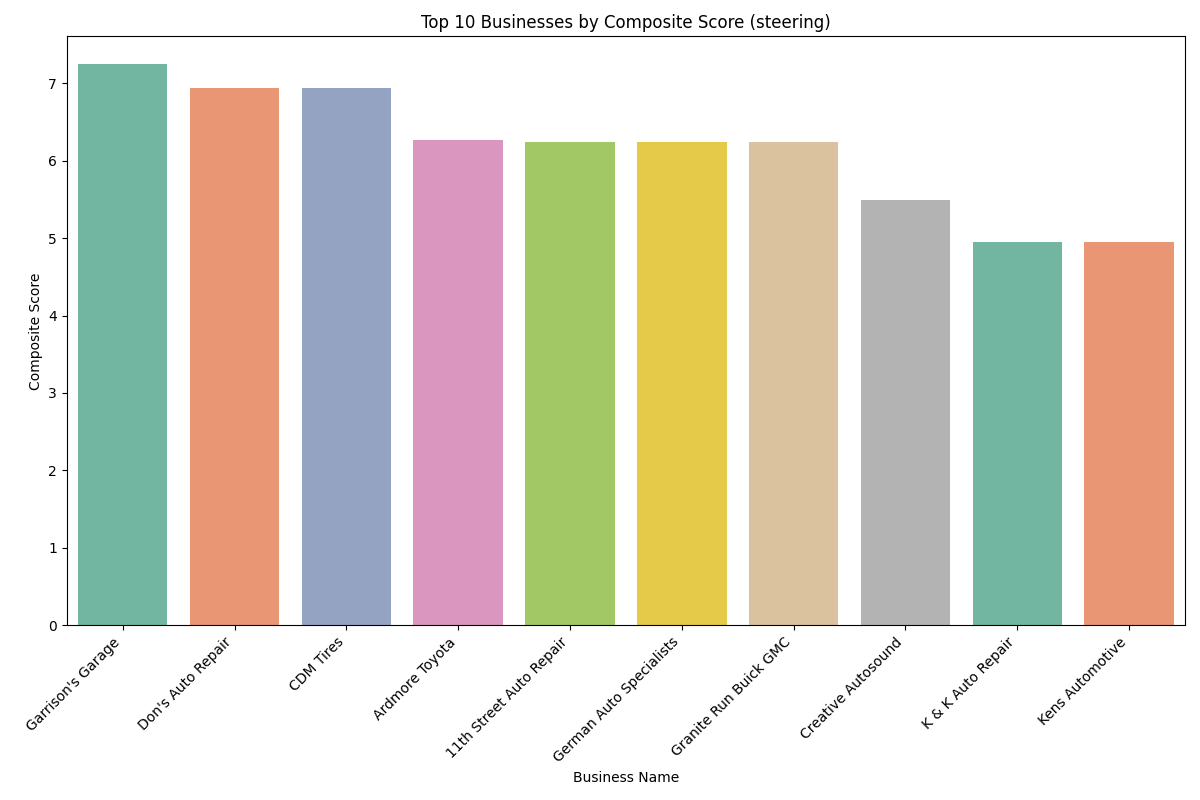 Top 10 Businesses by Composite Score (steering)
Composite Score
7
6
5
4
3
2
1
0
Garrison's Garage
Don's Auto Repair
CDM Tires
Ardmore Toyota
11th Street Auto Repair
German Auto Specialists
Granite Run Buick GMC
Creative Autosound
K & K Auto Repair
Kens Automotive
Business Name